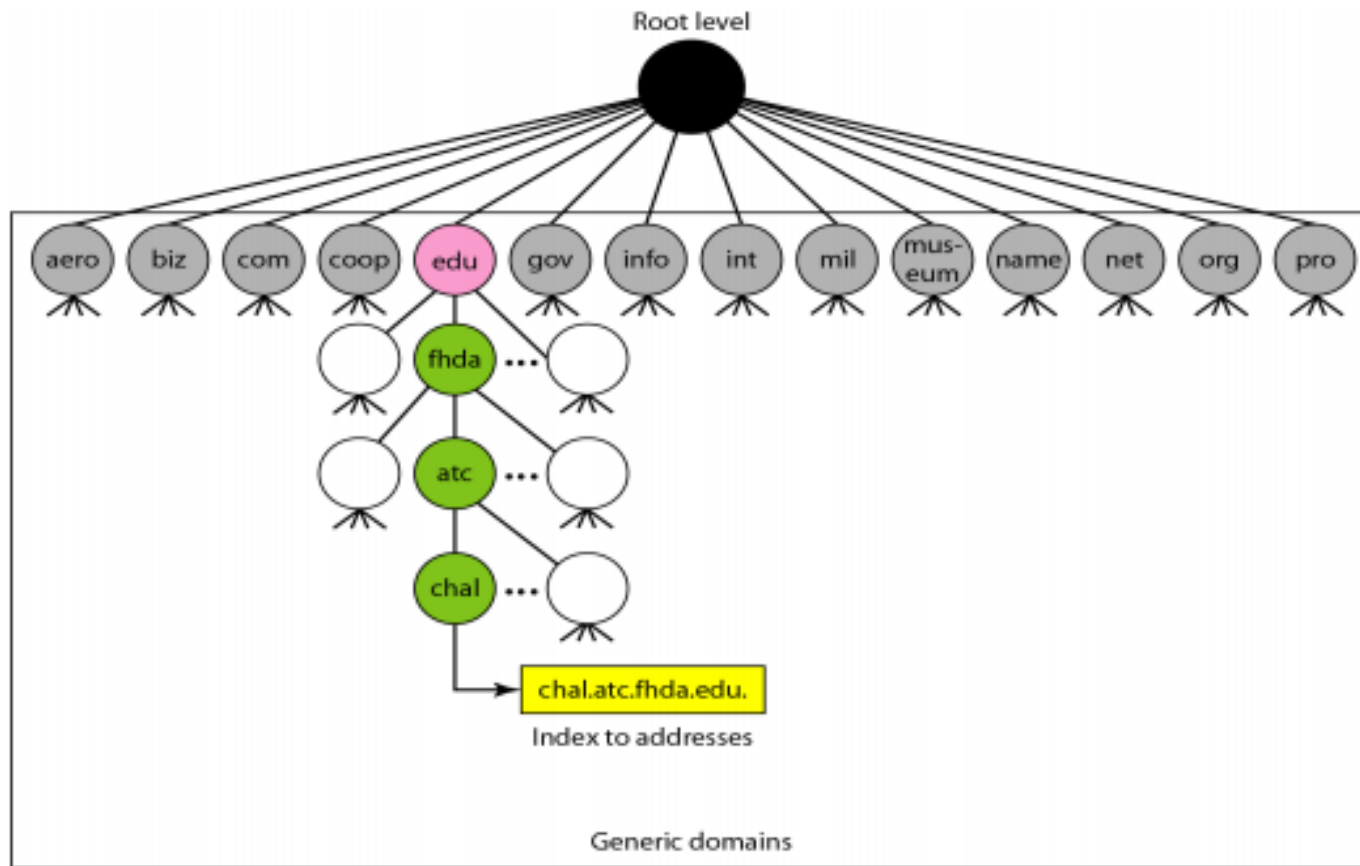 Root level
aero biz com coop edu gov info int mil mus-
eum name net org pro
fhda ...
atc ...
chal ...
chal.atc.fhda.edu.
Index to addresses
Generic domains